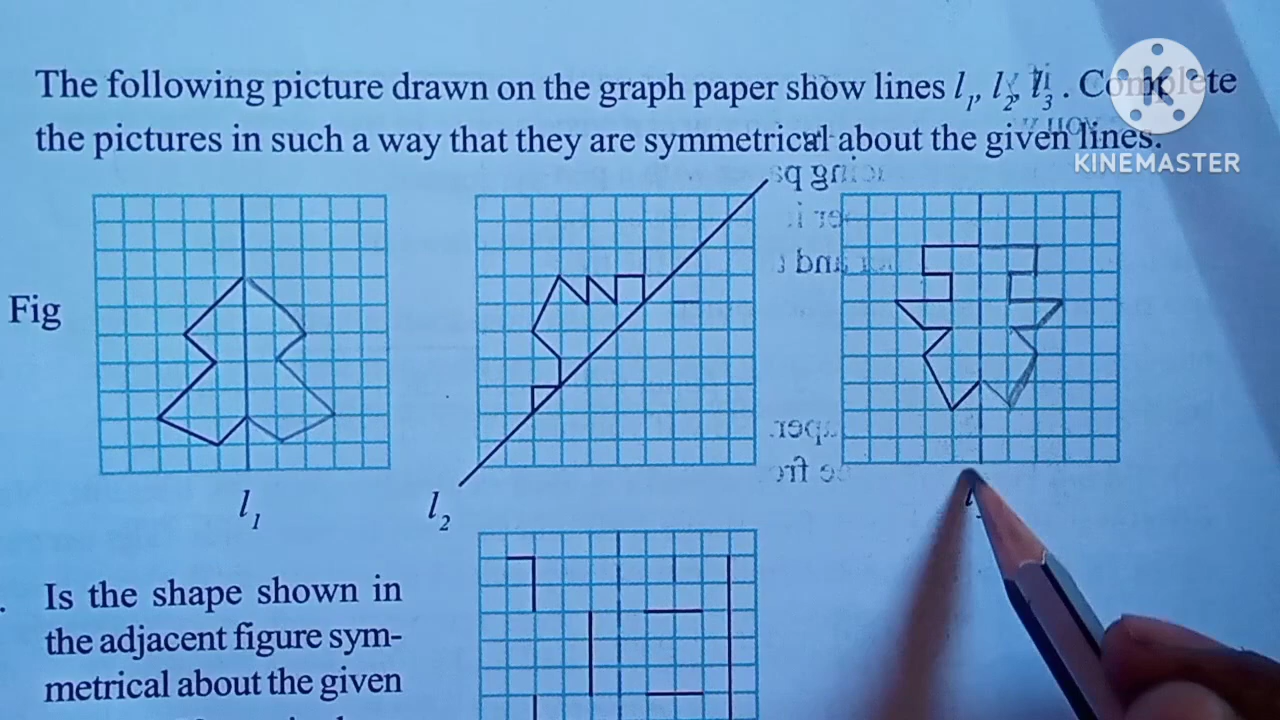 The following picture drawn on the graph paper show lines l₁, l₂, l₃. Complete
the pictures in such a way that they are symmetrical about the given lines.
KINEMASTER
Fig
l₁
l₂
l
Is the shape shown in
the adjacent figure sym-
metrical about the given